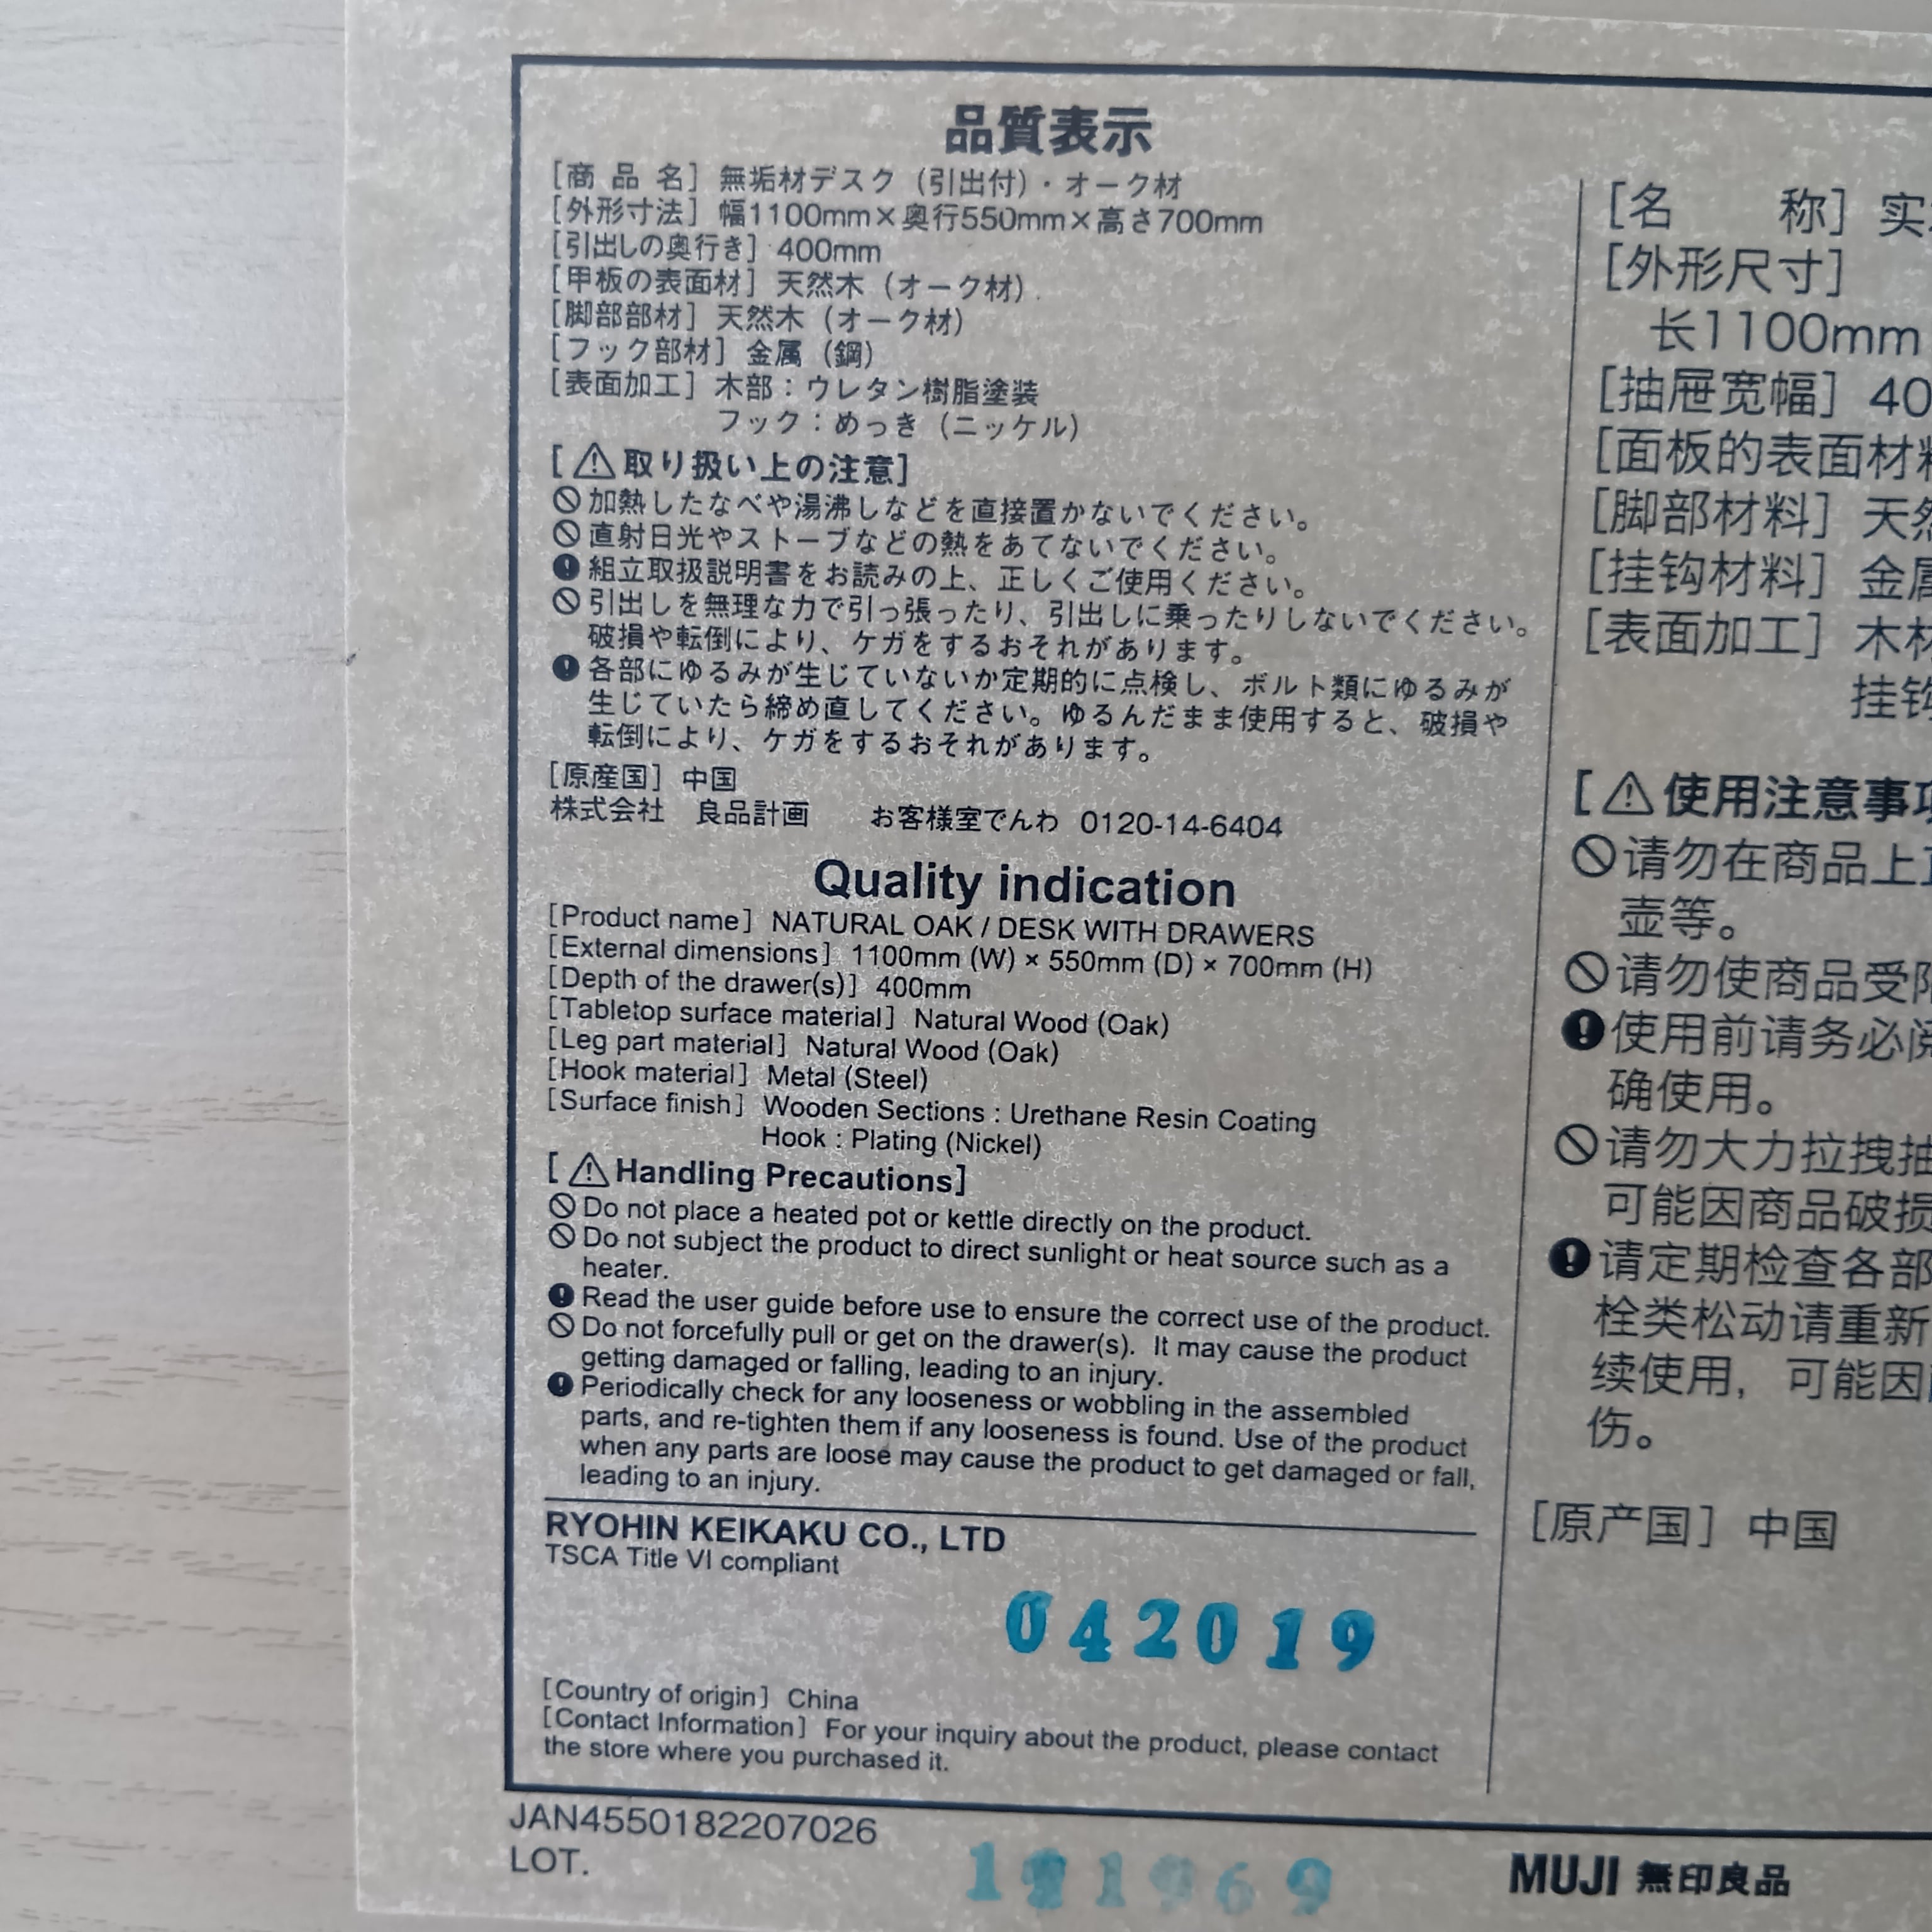 品質表示
[商 品 名] 無垢材デスク (引出付)・オーク材
[外形寸法] 幅1100mm×奥行550mm×高さ700mm
[引出しの奥行き] 400mm
[甲板の表面材] 天然木 (オーク材)
[脚部部材] 天然木 (オーク材)
[フック部材] 金属 (鋼)
[表面加工] 木部:ウレタン樹脂塗装
フック:めっき (ニッケル)
[⚠取り扱い上の注意]
加熱したなべや湯沸しなどを直接置かないでください。
直射日光やストーブなどの熱をあてないでください。
組立取扱説明書をお読みの上、正しくご使用ください。
引出しを無理な力で引っ張ったり、引出しに乗ったりしないでください。
破損や転倒により、ケガをするおそれがあります。
各部にゆるみが生じていないか定期的に点検し、ボルト類にゆるみが
生じていたら締め直してください。ゆるんだまま使用すると、破損や
転倒により、ケガをするおそれがあります。
[原産国] 中国
株式会社 良品計画 お客様室でんわ 0120-14-6404
Quality indication
[Product name] NATURAL OAK / DESK WITH DRAWERS
[External dimensions] 1100mm (W) × 550mm (D) × 700mm (H)
[Depth of the drawer(s)] 400mm
[Tabletop surface material] Natural Wood (Oak)
[Leg part material] Natural Wood (Oak)
[Hook material] Metal (Steel)
[Surface finish] Wooden Sections : Urethane Resin Coating
Hook : Plating (Nickel)
[⚠Handling Precautions]
Do not place a heated pot or kettle directly on the product.
Do not subject the product to direct sunlight or heat source such as a
heater.
Read the user guide before use to ensure the correct use of the product.
Do not forcefully pull or get on the drawer(s). It may cause the product
getting damaged or falling, leading to an injury.
Periodically check for any looseness or wobbling in the assembled
parts, and re-tighten them if any looseness is found. Use of the product
when any parts are loose may cause the product to get damaged or fall,
leading to an injury.
RYOHIN KEIKAKU CO., LTD
TSCA Title VI compliant
042019
[Country of origin] China
[Contact Information] For your inquiry about the product, please contact
the store where you purchased it.
[名 称] 实
[外形尺寸]
长1100mm
[抽屉宽幅] 40
[面板的表面材料
[脚部材料] 天然
[挂钩材料] 金属
[表面加工] 木材
挂钩
[⚠使用注意事项
请勿在商品上直
壶等。
请勿使商品受阳
使用前请务必阅
确使用。
请勿大力拉拽抽
可能因商品破损
请定期检查各部
栓类松动请重新
续使用,可能因
伤。
[原产国] 中国
JAN4550182207026
LOT.
MUJI 無印良品